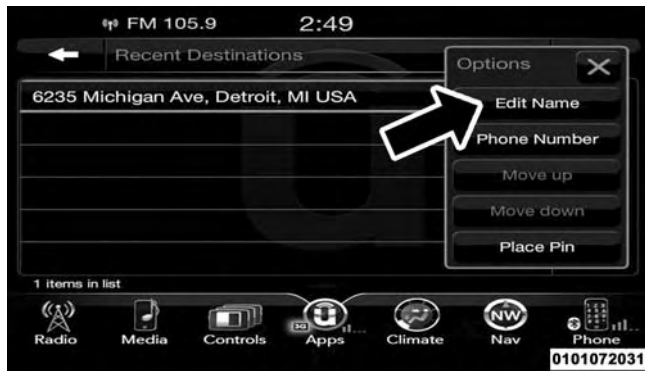 FM 105.9 2:49
Recent Destinations
Options
6235 Michigan Ave, Detroit, MI USA
Edit Name
Phone Number
Move up
Move down
Place Pin
1 items in list
3G
NW
Radio Media Controls Apps Climate Nav Phone
0101072031